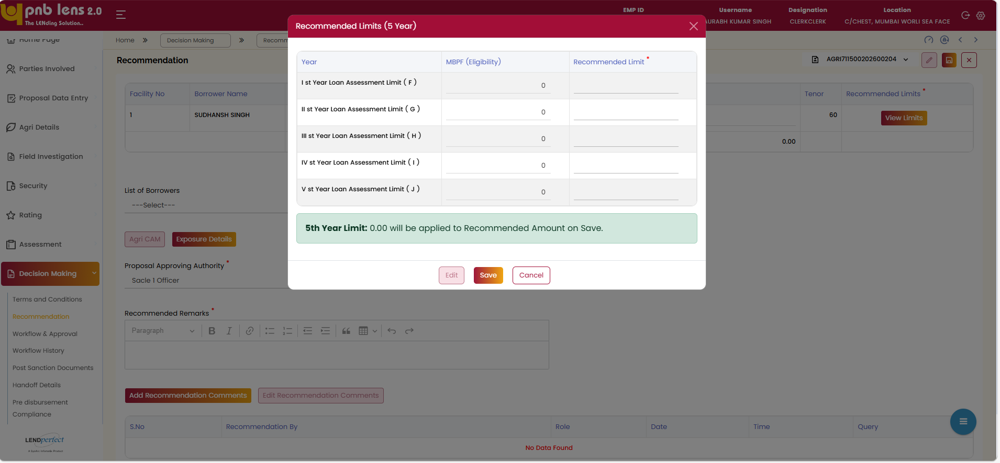 pnb lens 2.0
The LENding Solution..
EMP ID
Username
Designation
Location
AURABH KUMAR SINGH
CLERKCLERK
C/CHEST, MUMBAI WORLI SEA FACE
Home Page
Parties Involved
Proposal Data Entry
Agri Details
Field Investigation
Security
Rating
Assessment
Decision Making
Terms and Conditions
Recommendation
Workflow & Approval
Workflow History
Post Sanction Documents
Handoff Details
Pre disbursement
Compliance
LENDperfect
A SysArc Infomatix Product
Home » Decision Making » Recomm
Recommendation
AGRI711500202600204
Facility No
Borrower Name
Tenor
Recommended Limits *
1
SUDHANSH SINGH
60
View Limits
0.00
List of Borrowers
---Select---
Agri CAM
Exposure Details
Proposal Approving Authority *
Sacle 1 Officer
Recommended Remarks *
Paragraph
Add Recommendation Comments
Edit Recommendation Comments
S.No
Recommendation By
Role
Date
Time
Query
No Data Found
Recommended Limits (5 Year)
Year
MBPF (Eligibility)
Recommended Limit *
I st Year Loan Assessment Limit ( F )
0
II st Year Loan Assessment Limit ( G )
0
III st Year Loan Assessment Limit ( H )
0
IV st Year Loan Assessment Limit ( I )
0
V st Year Loan Assessment Limit ( J )
0
5th Year Limit: 0.00 will be applied to Recommended Amount on Save.
Edit
Save
Cancel